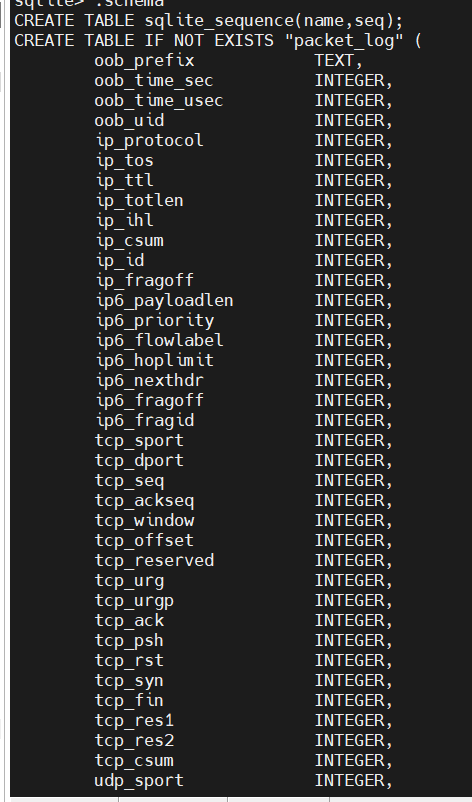 sqlite> .schema
CREATE TABLE sqlite_sequence(name,seq);
CREATE TABLE IF NOT EXISTS "packet_log" (
oob_prefix TEXT,
oob_time_sec INTEGER,
oob_time_usec INTEGER,
oob_uid INTEGER,
ip_protocol INTEGER,
ip_tos INTEGER,
ip_ttl INTEGER,
ip_totlen INTEGER,
ip_ihl INTEGER,
ip_csum INTEGER,
ip_id INTEGER,
ip_fragoff INTEGER,
ip6_payloadlen INTEGER,
ip6_priority INTEGER,
ip6_flowlabel INTEGER,
ip6_hoplimit INTEGER,
ip6_nexthdr INTEGER,
ip6_fragoff INTEGER,
ip6_fragid INTEGER,
tcp_sport INTEGER,
tcp_dport INTEGER,
tcp_seq INTEGER,
tcp_ackseq INTEGER,
tcp_window INTEGER,
tcp_offset INTEGER,
tcp_reserved INTEGER,
tcp_urg INTEGER,
tcp_urgp INTEGER,
tcp_ack INTEGER,
tcp_psh INTEGER,
tcp_rst INTEGER,
tcp_syn INTEGER,
tcp_fin INTEGER,
tcp_res1 INTEGER,
tcp_res2 INTEGER,
tcp_csum INTEGER,
udp_sport INTEGER,